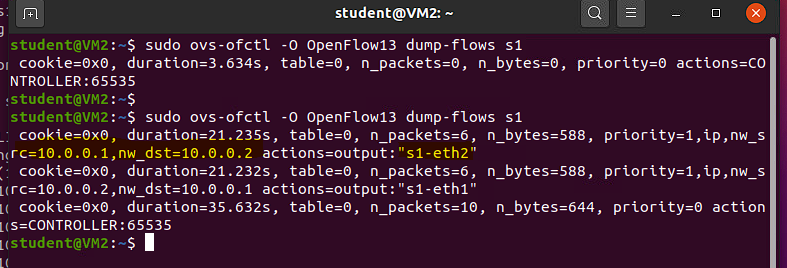 student@VM2: ~
student@VM2:~$ sudo ovs-ofctl -O OpenFlow13 dump-flows s1
 cookie=0x0, duration=3.634s, table=0, n_packets=0, n_bytes=0, priority=0 actions=CO
NTROLLER:65535
student@VM2:~$
student@VM2:~$ sudo ovs-ofctl -O OpenFlow13 dump-flows s1
 cookie=0x0, duration=21.235s, table=0, n_packets=6, n_bytes=588, priority=1,ip,nw_s
rc=10.0.0.1,nw_dst=10.0.0.2 actions=output:"s1-eth2"
 cookie=0x0, duration=21.232s, table=0, n_packets=6, n_bytes=588, priority=1,ip,nw_s
rc=10.0.0.2,nw_dst=10.0.0.1 actions=output:"s1-eth1"
 cookie=0x0, duration=35.632s, table=0, n_packets=10, n_bytes=644, priority=0 action
s=CONTROLLER:65535
student@VM2:~$